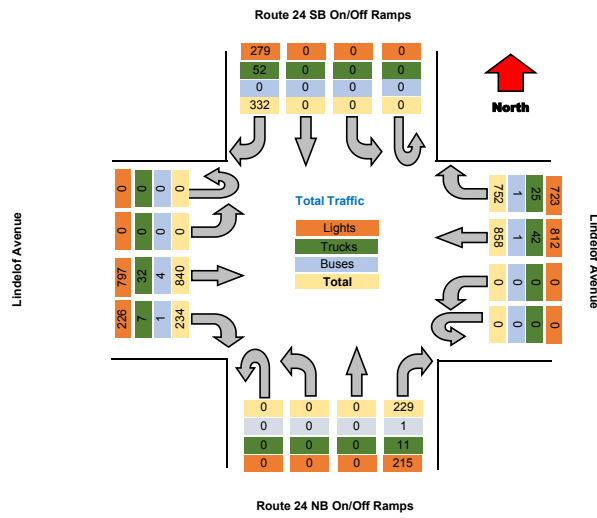 Route 24 SB On/Off Ramps
279 0 0 0
52 0 0 0
0 0 0 0
332 0 0 0
North
Lindelof Avenue
0 0 0 0
0 0 0 0
797 32 4 840
226 7 1 234
Total Traffic
Lights
Trucks
Buses
Total
752 1 25 723
858 1 42 812
0 0 0 0
0 0 0 0
Lindelof Avenue
0 0 0 229
0 0 0 1
0 0 0 11
0 0 0 215
Route 24 NB On/Off Ramps